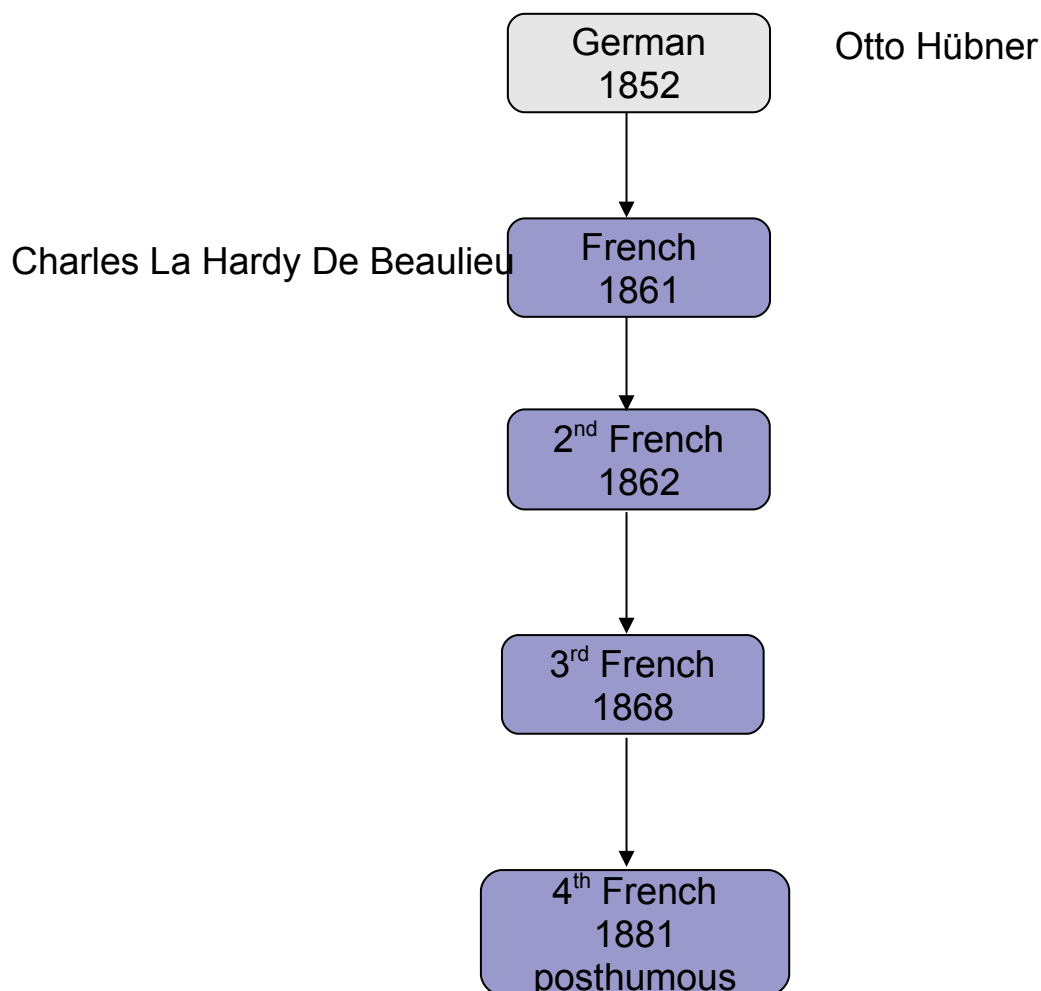 German
1852
Otto Hübner
Charles La Hardy De Beaulieu
French
1861
2nd French
1862
3rd French
1868
4th French
1881
posthumous